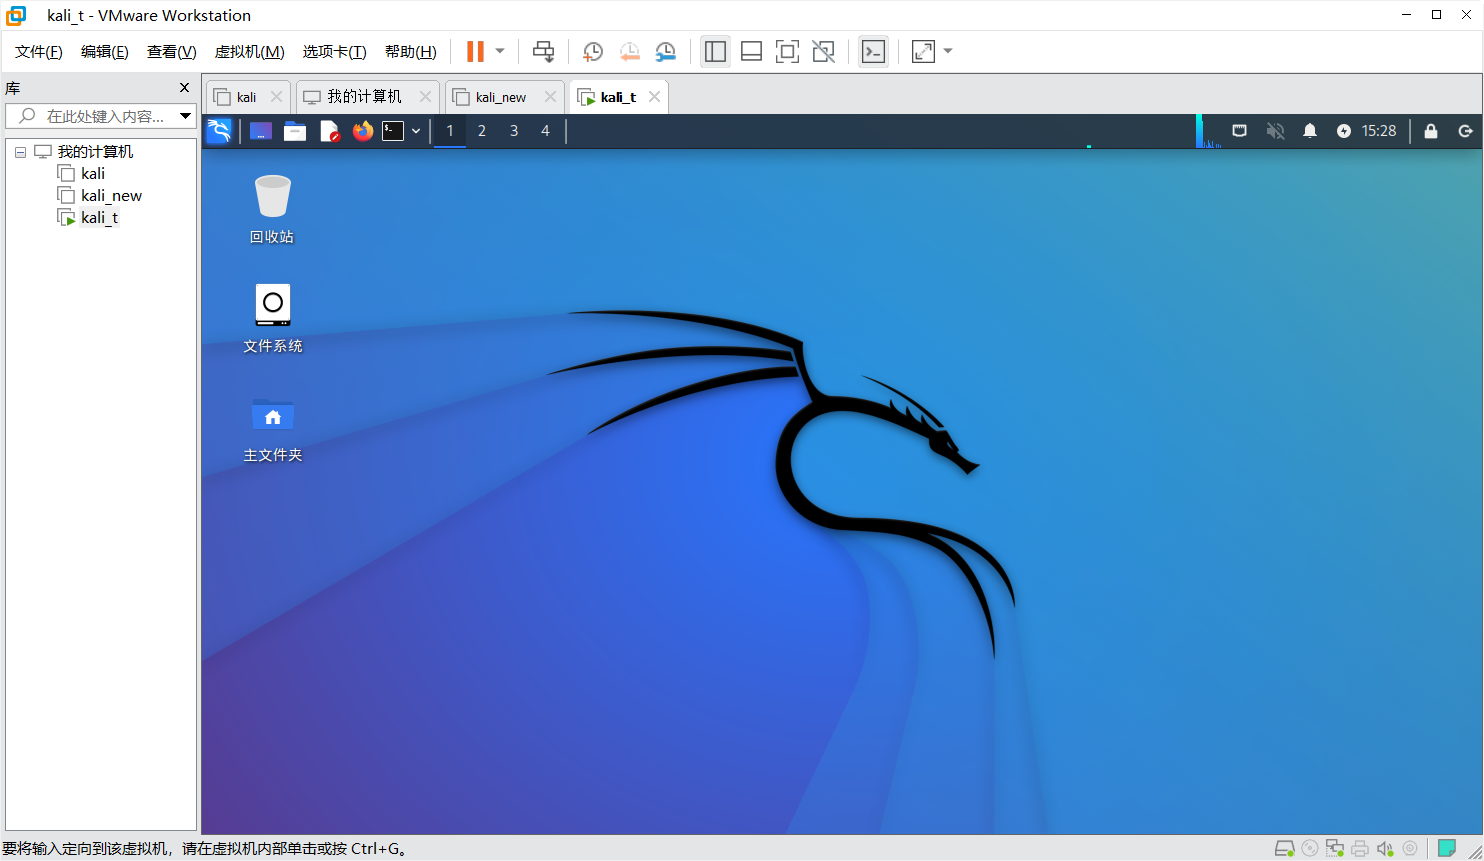 kali_t - VMware Workstation
文件(F) 编辑(E) 查看(V) 虚拟机(M) 选项卡(T) 帮助(H)
库
在此处键入内容...
我的计算机
kali
kali_new
kali_t
kali 我的计算机 kali_new kali_t
1 2 3 4 15:28
回收站
文件系统
主文件夹
要将输入定向到该虚拟机，请在虚拟机内部单击或按 Ctrl+G。